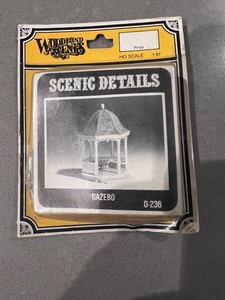 WOODLAND
SCENICS
Price
HO SCALE 1:87
SCENIC DETAILS
GAZEBO
D-236